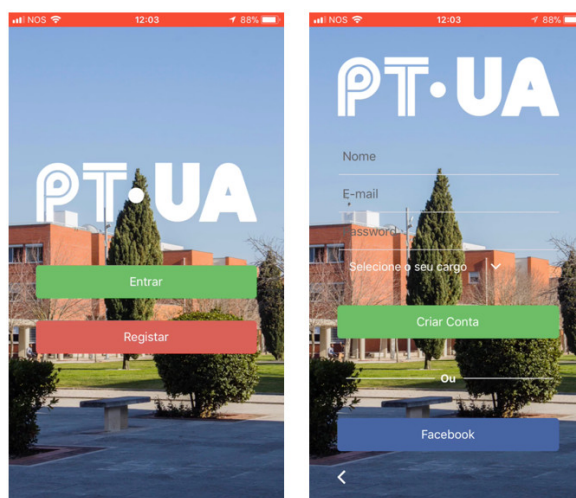 NOS 12:03 88%
PT·UA
Entrar
Registar
NOS 12:03 88%
PT·UA
Nome
E-mail
Password
Selecione o seu cargo
Criar Conta
Ou
Facebook